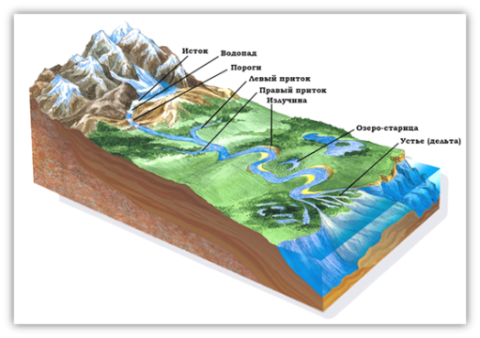 Исток
Водопад
Пороги
Левый приток
Правый приток
Излучина
Озеро-старица
Устье (дельта)